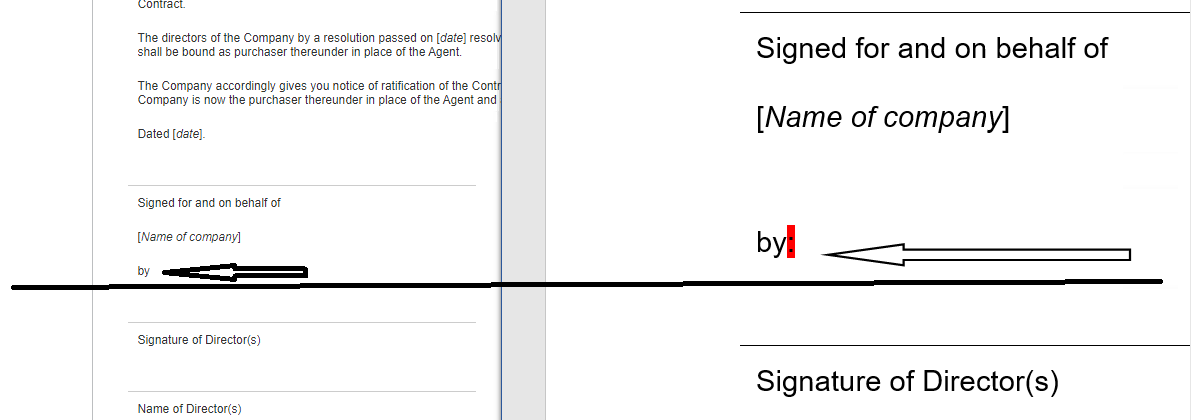 Contract.
The directors of the Company by a resolution passed on [date] resolv
shall be bound as purchaser thereunder in place of the Agent.
The Company accordingly gives you notice of ratification of the Contr
Company is now the purchaser thereunder in place of the Agent and
Dated [date].
Signed for and on behalf of
[Name of company]
by
Signature of Director(s)
Name of Director(s)
Signed for and on behalf of
[Name of company]
by:
Signature of Director(s)